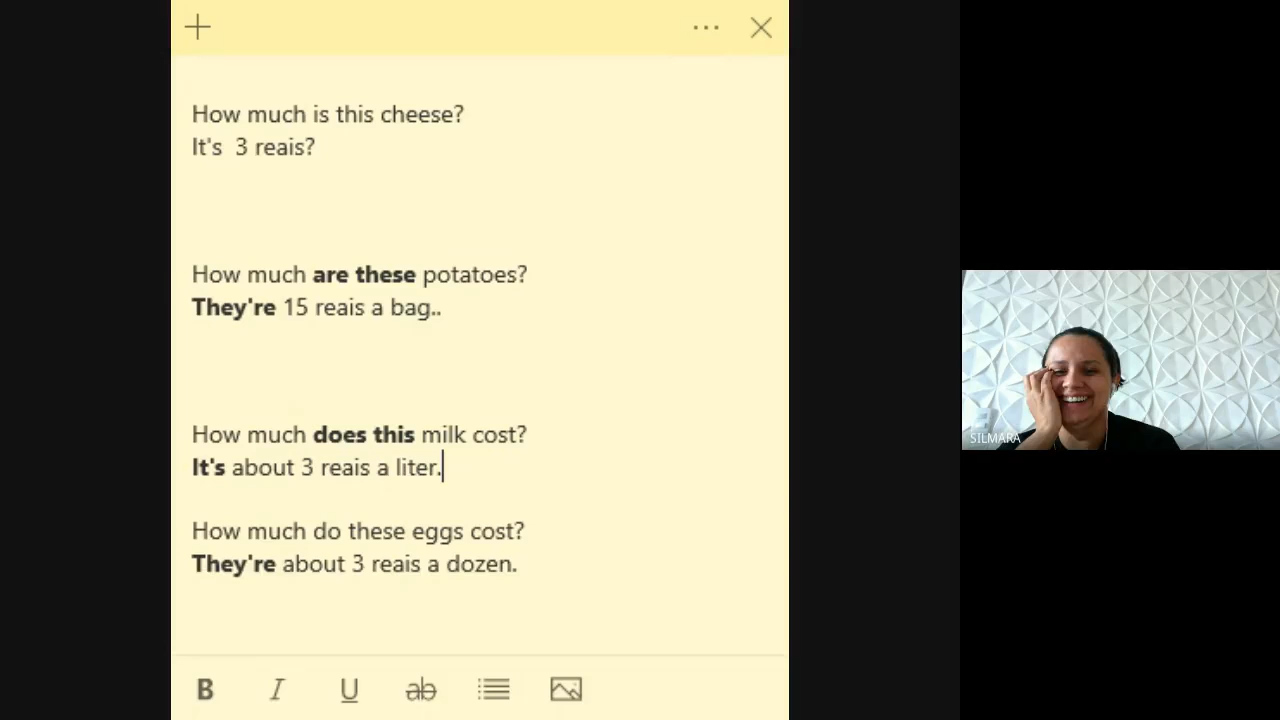 How much is this cheese?
It's  3 reais?
How much are these potatoes?
They're 15 reais a bag..
How much does this milk cost?
It's about 3 reais a liter.
How much do these eggs cost?
They're about 3 reais a dozen.
B I U ab
SILMARA